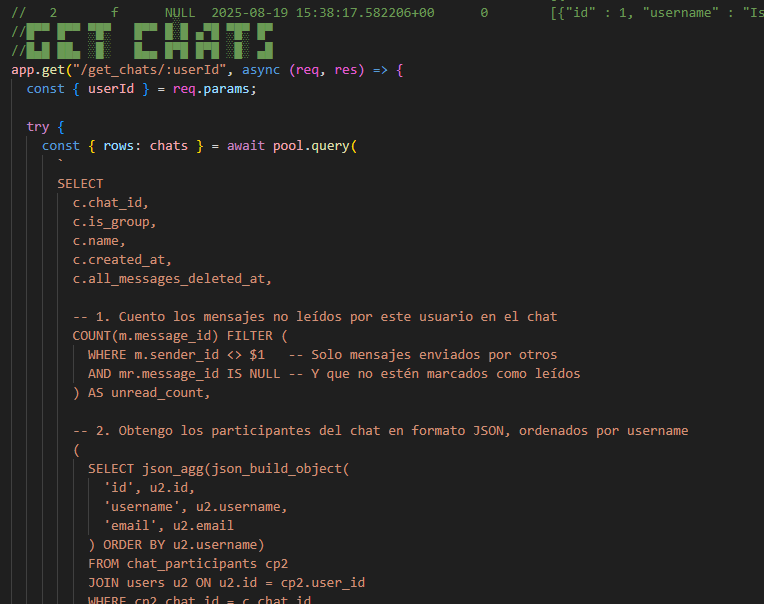 //   2       f      NULL  2025-08-19 15:38:17.582206+00      0        [{"id" : 1, "username" : "Is
//
//GET CHATS
app.get("/get_chats/:userId", async (req, res) => {
  const { userId } = req.params;
  try {
    const { rows: chats } = await pool.query(
      `
      SELECT
        c.chat_id,
        c.is_group,
        c.name,
        c.created_at,
        c.all_messages_deleted_at,
        -- 1. Cuento los mensajes no leídos por este usuario en el chat
        COUNT(m.message_id) FILTER (
          WHERE m.sender_id <> $1   -- Solo mensajes enviados por otros
          AND mr.message_id IS NULL -- Y que no estén marcados como leídos
        ) AS unread_count,
        -- 2. Obtengo los participantes del chat en formato JSON, ordenados por username
        (
          SELECT json_agg(json_build_object(
            'id', u2.id,
            'username', u2.username,
            'email', u2.email
          ) ORDER BY u2.username)
          FROM chat_participants cp2
          JOIN users u2 ON u2.id = cp2.user_id
          WHERE cp2.chat_id = c.chat_id